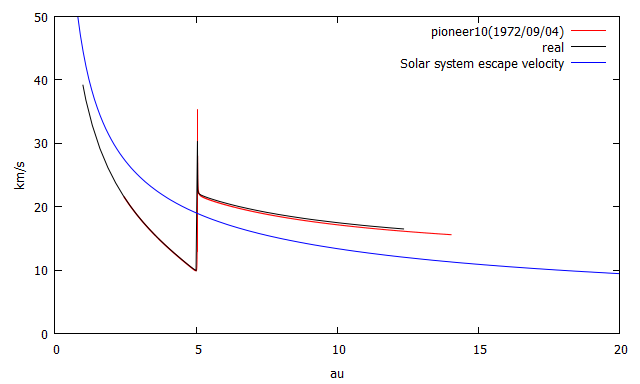 50
40
30
20
10
0
km/s
pioneer10(1972/09/04)
real
Solar system escape velocity
0 5 10 15 20
au